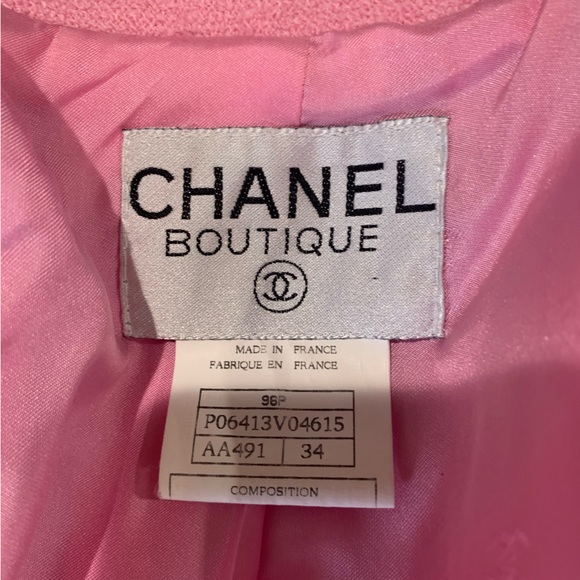 CHANEL
BOUTIQUE
MADE IN FRANCE
FABRIQUE EN FRANCE
96P
P06413V04615
AA491 34
COMPOSITION